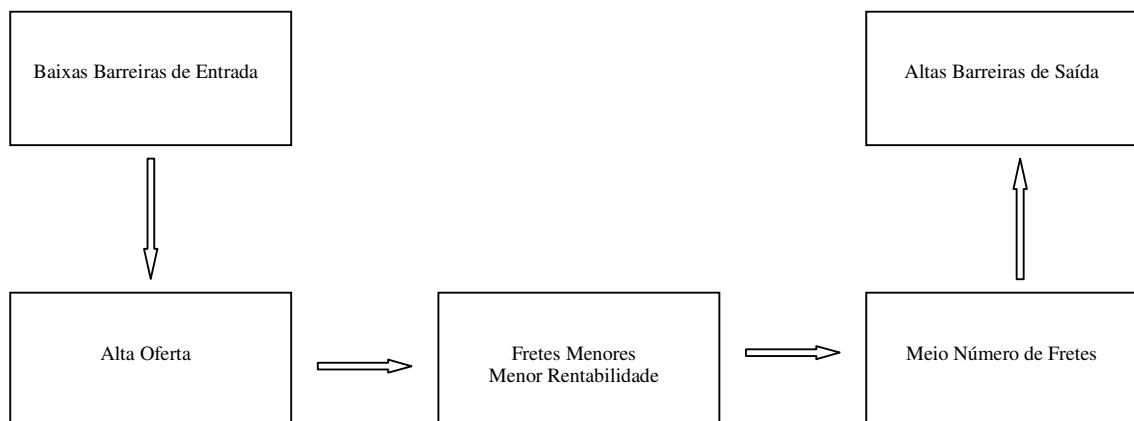 Baixas Barreiras de Entrada
Altas Barreiras de Saída
Alta Oferta
Fretes Menores
Menor Rentabilidade
Meio Número de Fretes